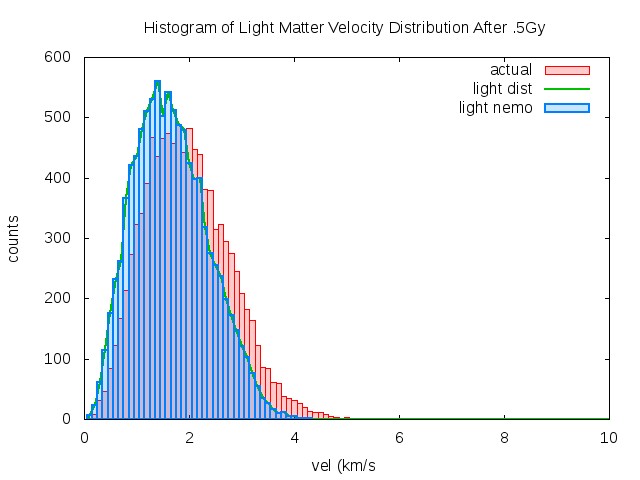 Histogram of Light Matter Velocity Distribution After .5Gy
600
500
400
300
200
100
0
counts
actual
light dist
light nemo
0 2 4 6 8 10
vel (km/s